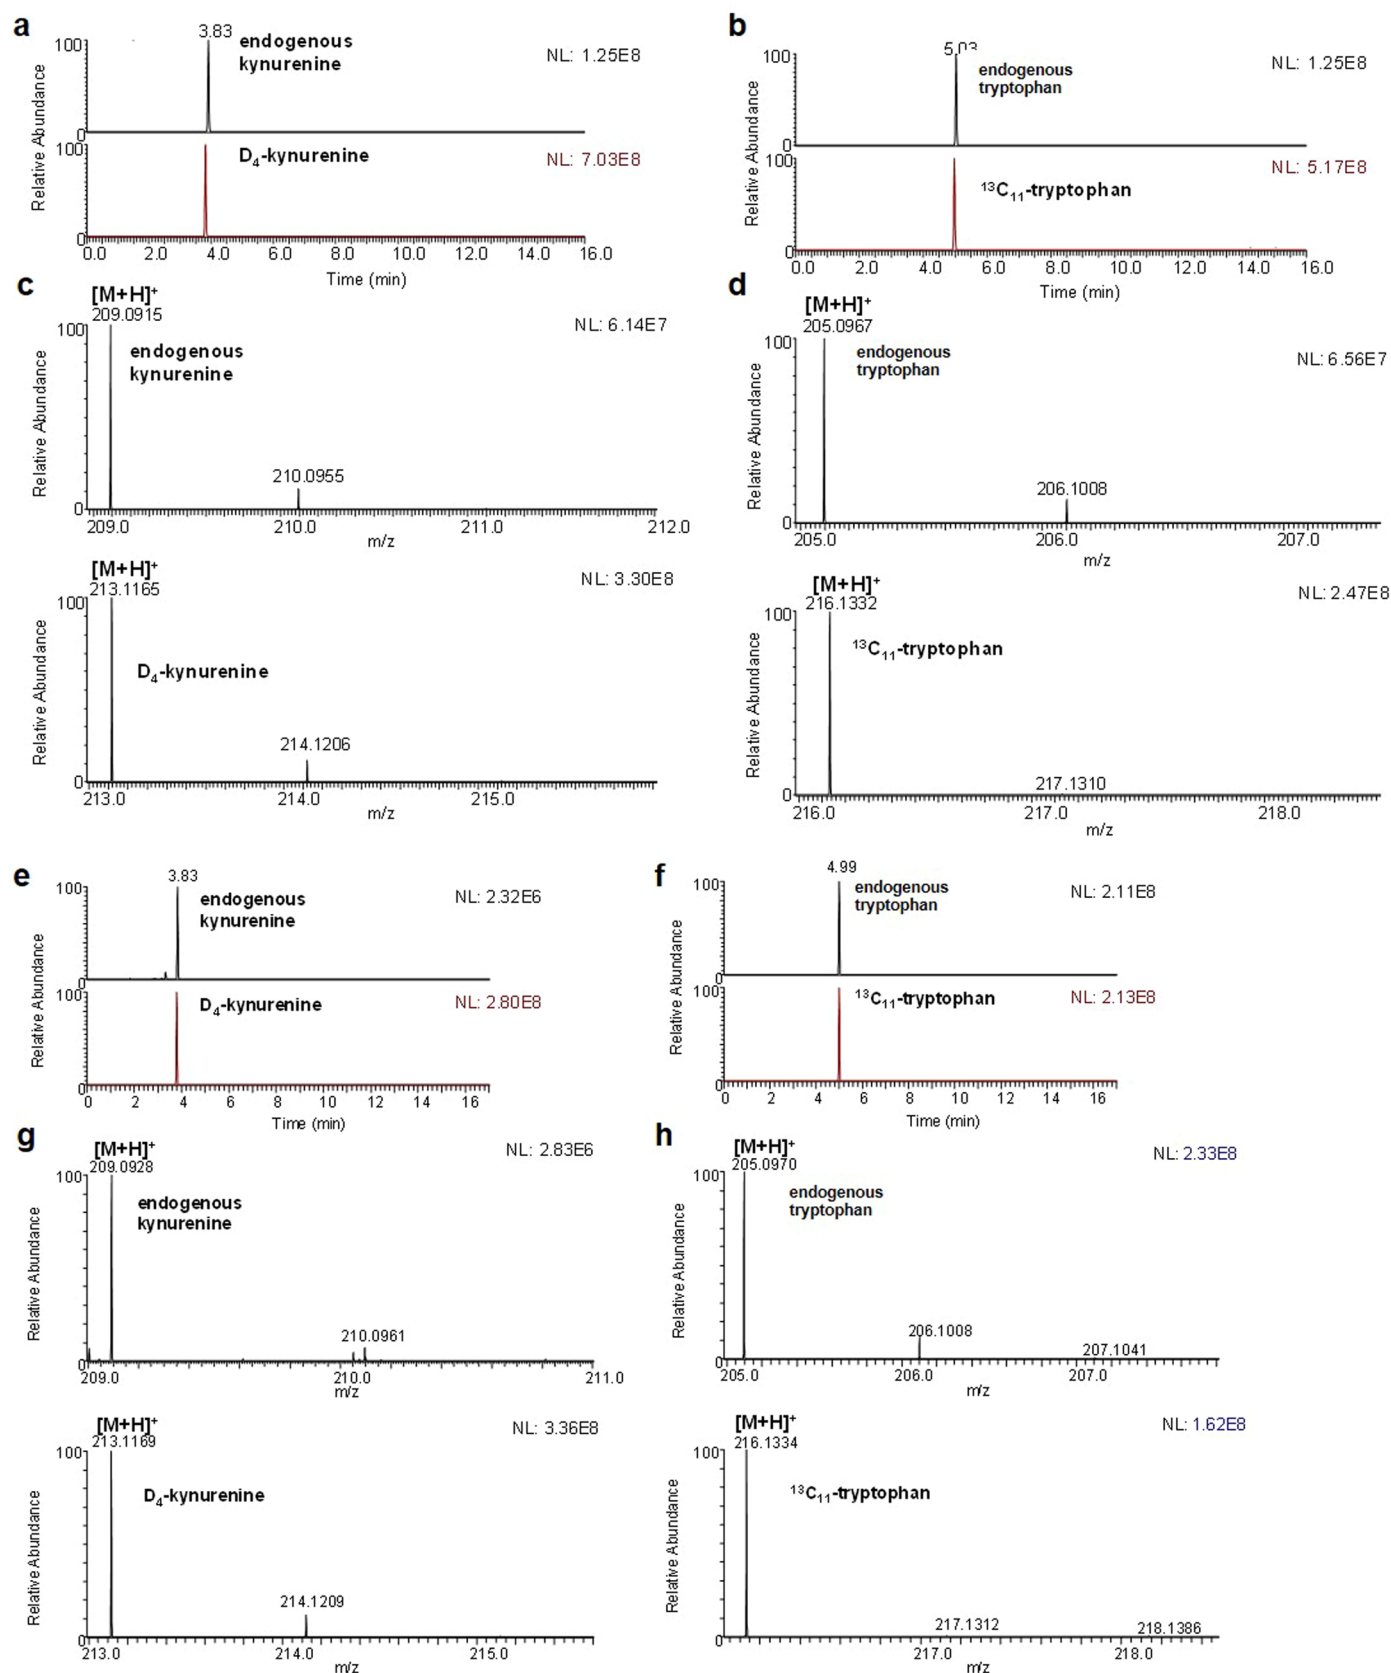 a
3.83
endogenous
kynurenine
NL: 1.25E8
100
0
Relative Abundance
100
D4-kynurenine
NL: 7.03E8
0
0.0 2.0 4.0 6.0 8.0 10.0 12.0 14.0 16.0
Time (min)
b
endogenous
tryptophan
NL: 1.25E8
100
0
Relative Abundance
100
13C11-tryptophan
NL: 5.17E8
0
0.0 2.0 4.0 6.0 8.0 10.0 12.0 14.0 16.0
Time (min)
c
[M+H]+
209.0915
100
endogenous
kynurenine
NL: 6.14E7
Relative Abundance
210.0955
0
209.0 210.0 211.0 212.0
m/z
[M+H]+
213.1165
100
NL: 3.30E8
D4-kynurenine
Relative Abundance
214.1206
0
213.0 214.0 215.0
m/z
d
[M+H]+
205.0967
100
endogenous
tryptophan
NL: 6.56E7
Relative Abundance
206.1008
0
205.0 206.0 207.0
m/z
[M+H]+
216.1332
100
NL: 2.47E8
13C11-tryptophan
Relative Abundance
217.1310
0
216.0 217.0 218.0
m/z
e
3.83
100
endogenous
kynurenine
NL: 2.32E6
0
Relative Abundance
100
D4-kynurenine
NL: 2.80E8
0
0 2 4 6 8 10 12 14 16
Time (min)
f
4.99
100
endogenous
tryptophan
NL: 2.11E8
0
Relative Abundance
100
13C11-tryptophan
NL: 2.13E8
0
0 2 4 6 8 10 12 14 16
Time (min)
g
[M+H]+
209.0928
100
endogenous
kynurenine
NL: 2.83E6
Relative Abundance
210.0961
0
209.0 210.0 211.0
m/z
[M+H]+
213.1169
100
NL: 3.36E8
D4-kynurenine
Relative Abundance
214.1209
0
213.0 214.0 215.0
m/z
h
[M+H]+
205.0970
100
endogenous
tryptophan
NL: 2.33E8
Relative Abundance
206.1008
207.1041
0
205.0 206.0 207.0
m/z
[M+H]+
216.1334
100
NL: 1.62E8
13C11-tryptophan
Relative Abundance
217.1312
218.1386
0
216.0 217.0 218.0
m/z